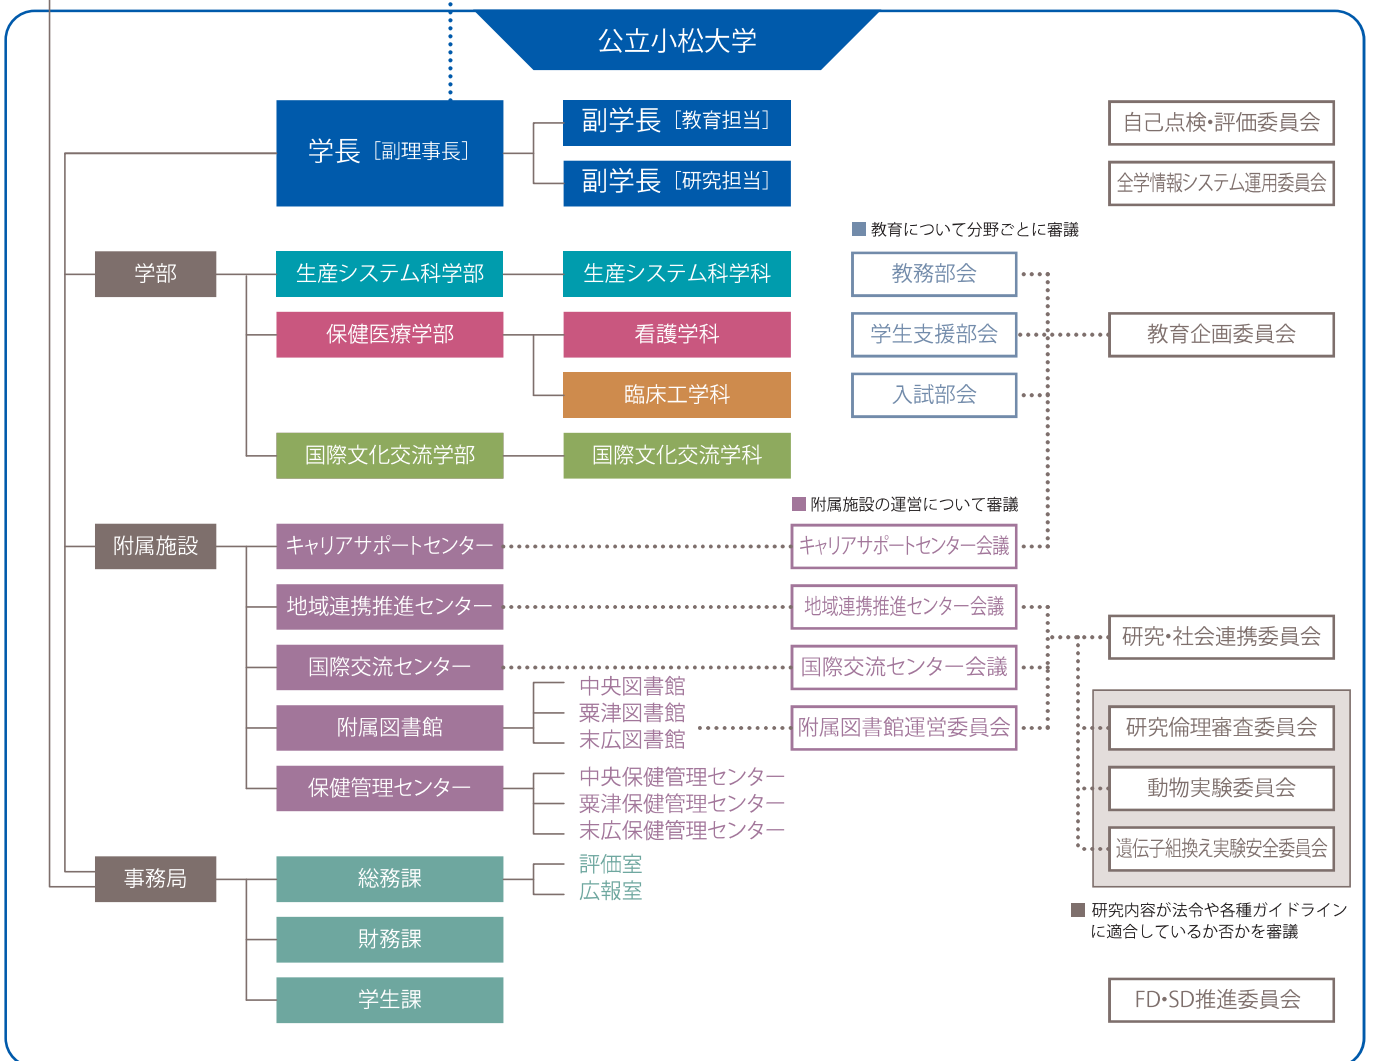 公立小松大学
学長［副理事長］
副学長［教育担当］
副学長［研究担当］
自己点検・評価委員会
全学情報システム運用委員会
教育について分野ごとに審議
学部
生産システム科学部
生産システム科学科
教務部会
保健医療学部
看護学科
学生支援部会
教育企画委員会
臨床工学科
入試部会
国際文化交流学部
国際文化交流学科
附属施設の運営について審議
附属施設
キャリアサポートセンター
キャリアサポートセンター会議
地域連携推進センター
地域連携推進センター会議
研究・社会連携委員会
国際交流センター
国際交流センター会議
附属図書館
中央図書館
粟津図書館
末広図書館
附属図書館運営委員会
研究倫理審査委員会
保健管理センター
中央保健管理センター
粟津保健管理センター
末広保健管理センター
動物実験委員会
遺伝子組換え実験安全委員会
研究内容が法令や各種ガイドライン
に適合しているか否かを審議
事務局
総務課
評価室
広報室
財務課
学生課
FD・SD推進委員会